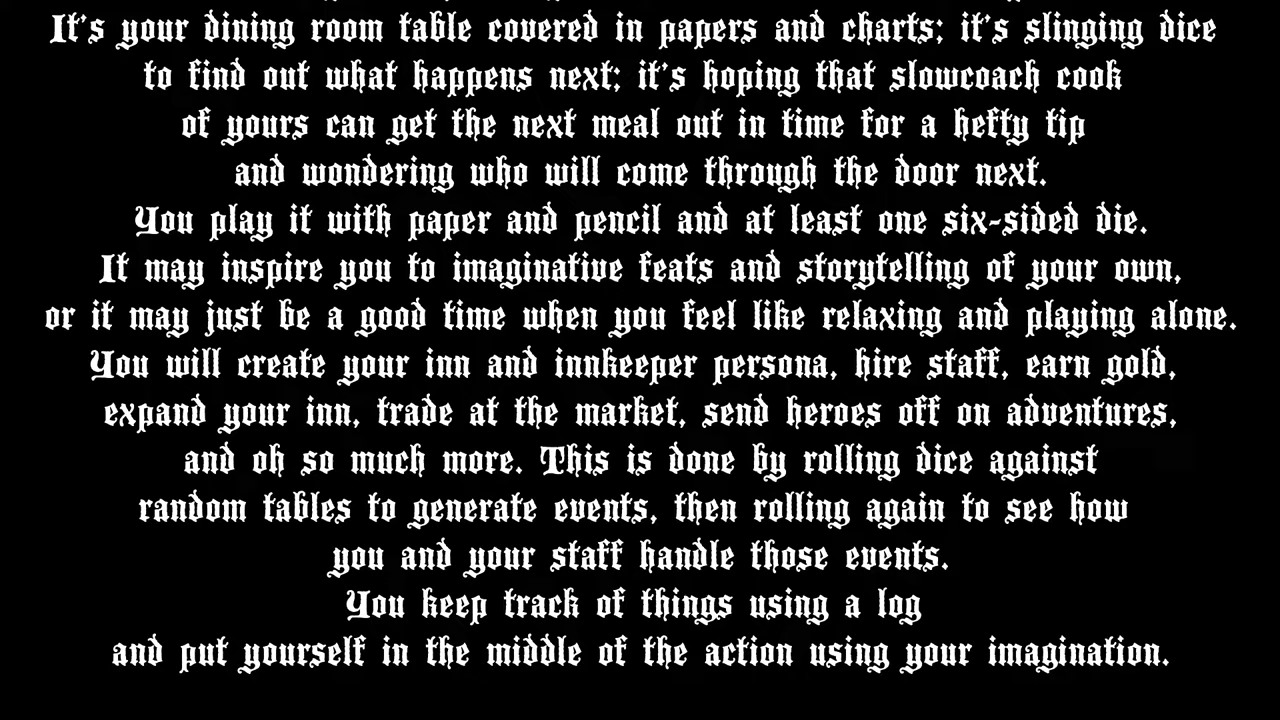 It's your dining room table covered in papers and charts; it's slinging dice
to find out what happens next; it's hoping that slowcoach cook
of yours can get the next meal out in time for a hefty tip
and wondering who will come through the door next.
You play it with paper and pencil and at least one six-sided die.
It may inspire you to imaginative feats and storytelling of your own,
or it may just be a good time when you feel like relaxing and playing alone.
You will create your inn and innkeeper persona, hire staff, earn gold,
expand your inn, trade at the market, send heroes off on adventures,
and oh so much more. This is done by rolling dice against
random tables to generate events, then rolling again to see how
you and your staff handle those events.
You keep track of things using a log
and put yourself in the middle of the action using your imagination.